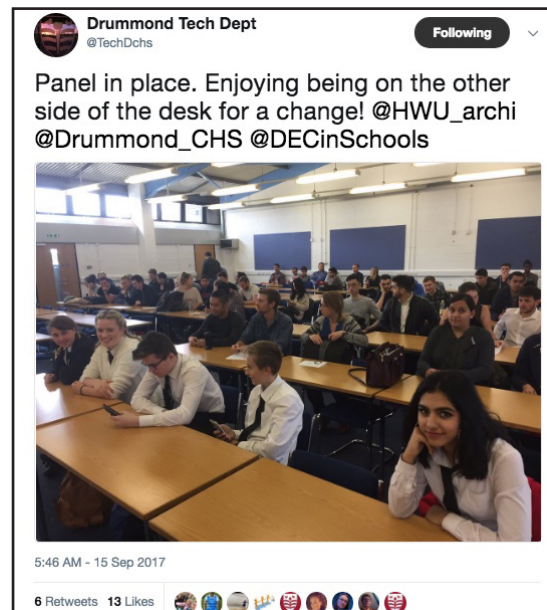 Drummond Tech Dept
@TechDchs
Following
Panel in place. Enjoying being on the other
side of the desk for a change! @HWU_archi
@Drummond_CHS @DECinSchools
5:46 AM - 15 Sep 2017
6 Retweets 13 Likes